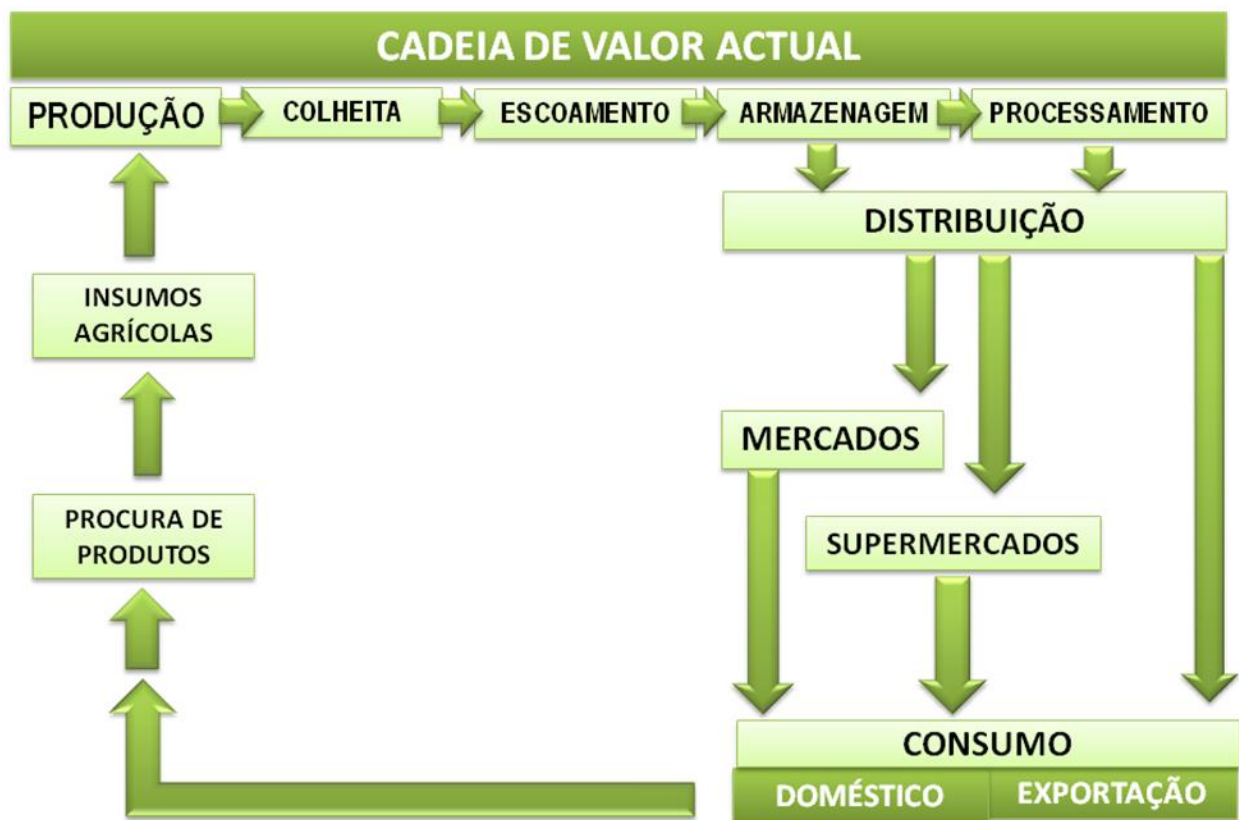 CADEIA DE VALOR ACTUAL
PRODUÇÃO
COLHEITA
ESCOAMENTO
ARMAZENAGEM
PROCESSAMENTO
DISTRIBUIÇÃO
INSUMOS
AGRÍCOLAS
MERCADOS
PROCURA DE
PRODUTOS
SUPERMERCADOS
CONSUMO
DOMÉSTICO
EXPORTAÇÃO